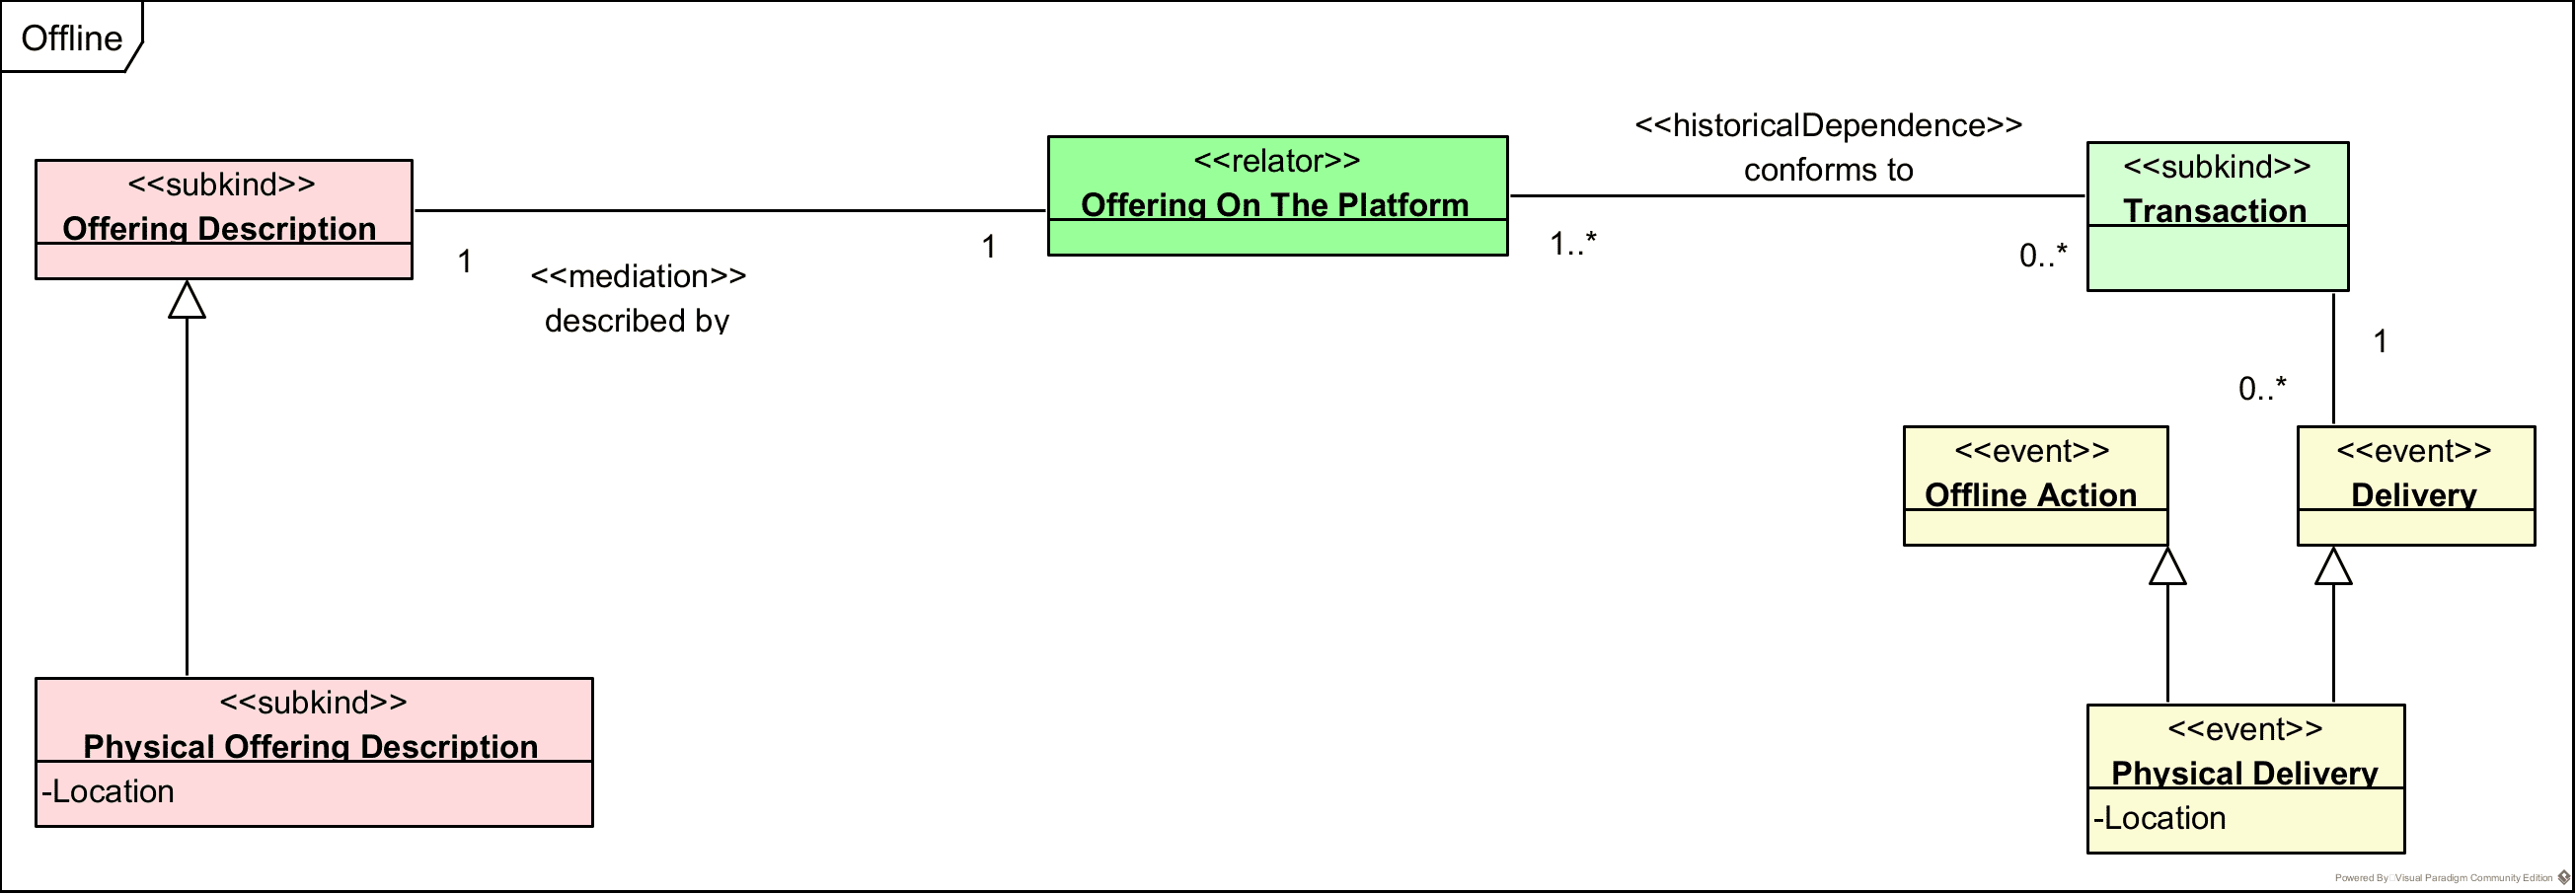 Offline
<<subkind>>
Offering Description
1
<<mediation>>
described by
1
<<relator>>
Offering On The Platform
1..*
<<historicalDependence>>
conforms to
0..*
<<subkind>>
Transaction
1
0..*
<<event>>
Offline Action
<<event>>
Delivery
<<subkind>>
Physical Offering Description
-Location
<<event>>
Physical Delivery
-Location
Powered By Visual Paradigm Community Edition